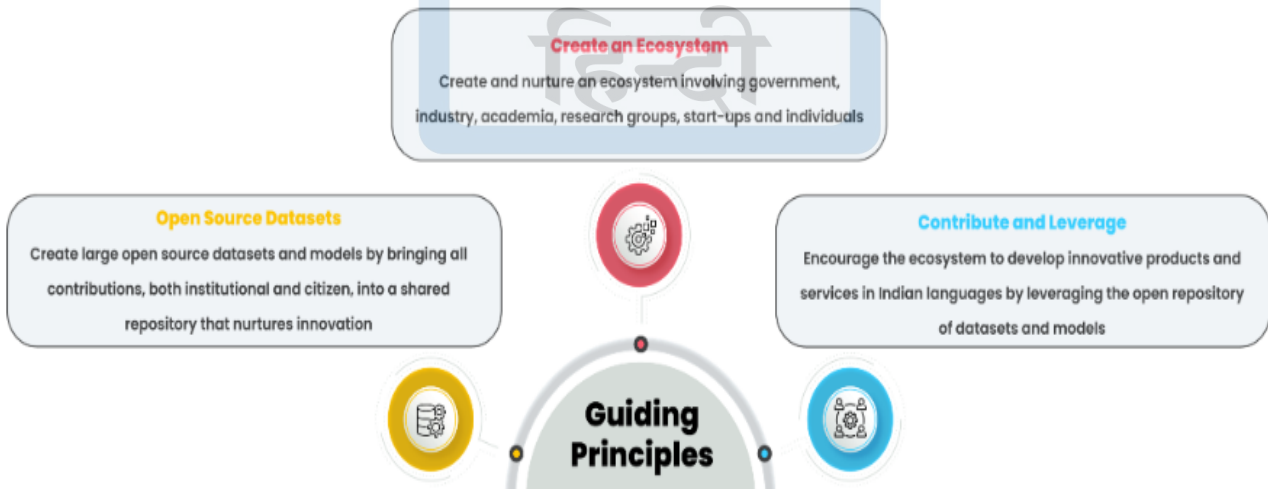 हिन्दी
Create an Ecosystem
Create and nurture an ecosystem involving government,
industry, academia, research groups, start-ups and individuals
Open Source Datasets
Create large open source datasets and models by bringing all
contributions, both institutional and citizen, into a shared
repository that nurtures innovation
Contribute and Leverage
Encourage the ecosystem to develop innovative products and
services in Indian languages by leveraging the open repository
of datasets and models
Guiding
Principles